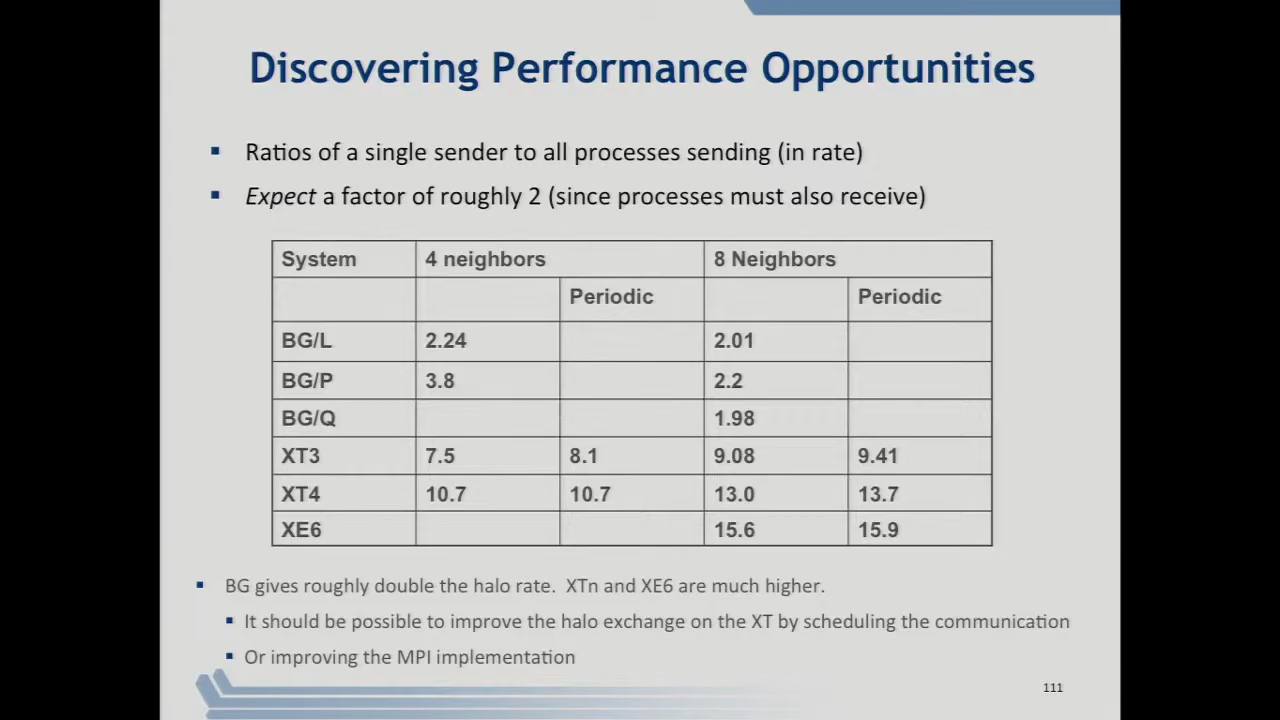 Discovering Performance Opportunities
▪ Ratios of a single sender to all processes sending (in rate)
▪ Expect a factor of roughly 2 (since processes must also receive)
System 4 neighbors 8 Neighbors
Periodic Periodic
BG/L 2.24 2.01
BG/P 3.8 2.2
BG/Q 1.98
XT3 7.5 8.1 9.08 9.41
XT4 10.7 10.7 13.0 13.7
XE6 15.6 15.9
▪ BG gives roughly double the halo rate. XTn and XE6 are much higher.
▪ It should be possible to improve the halo exchange on the XT by scheduling the communication
▪ Or improving the MPI implementation
111